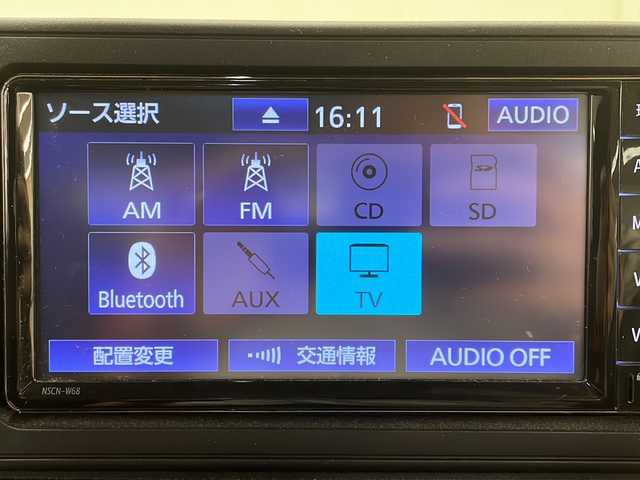 ソース選択
16:11
AUDIO
AM
FM
CD
SD
Bluetooth
AUX
TV
配置変更
交通情報
AUDIO OFF
NSCN-W68